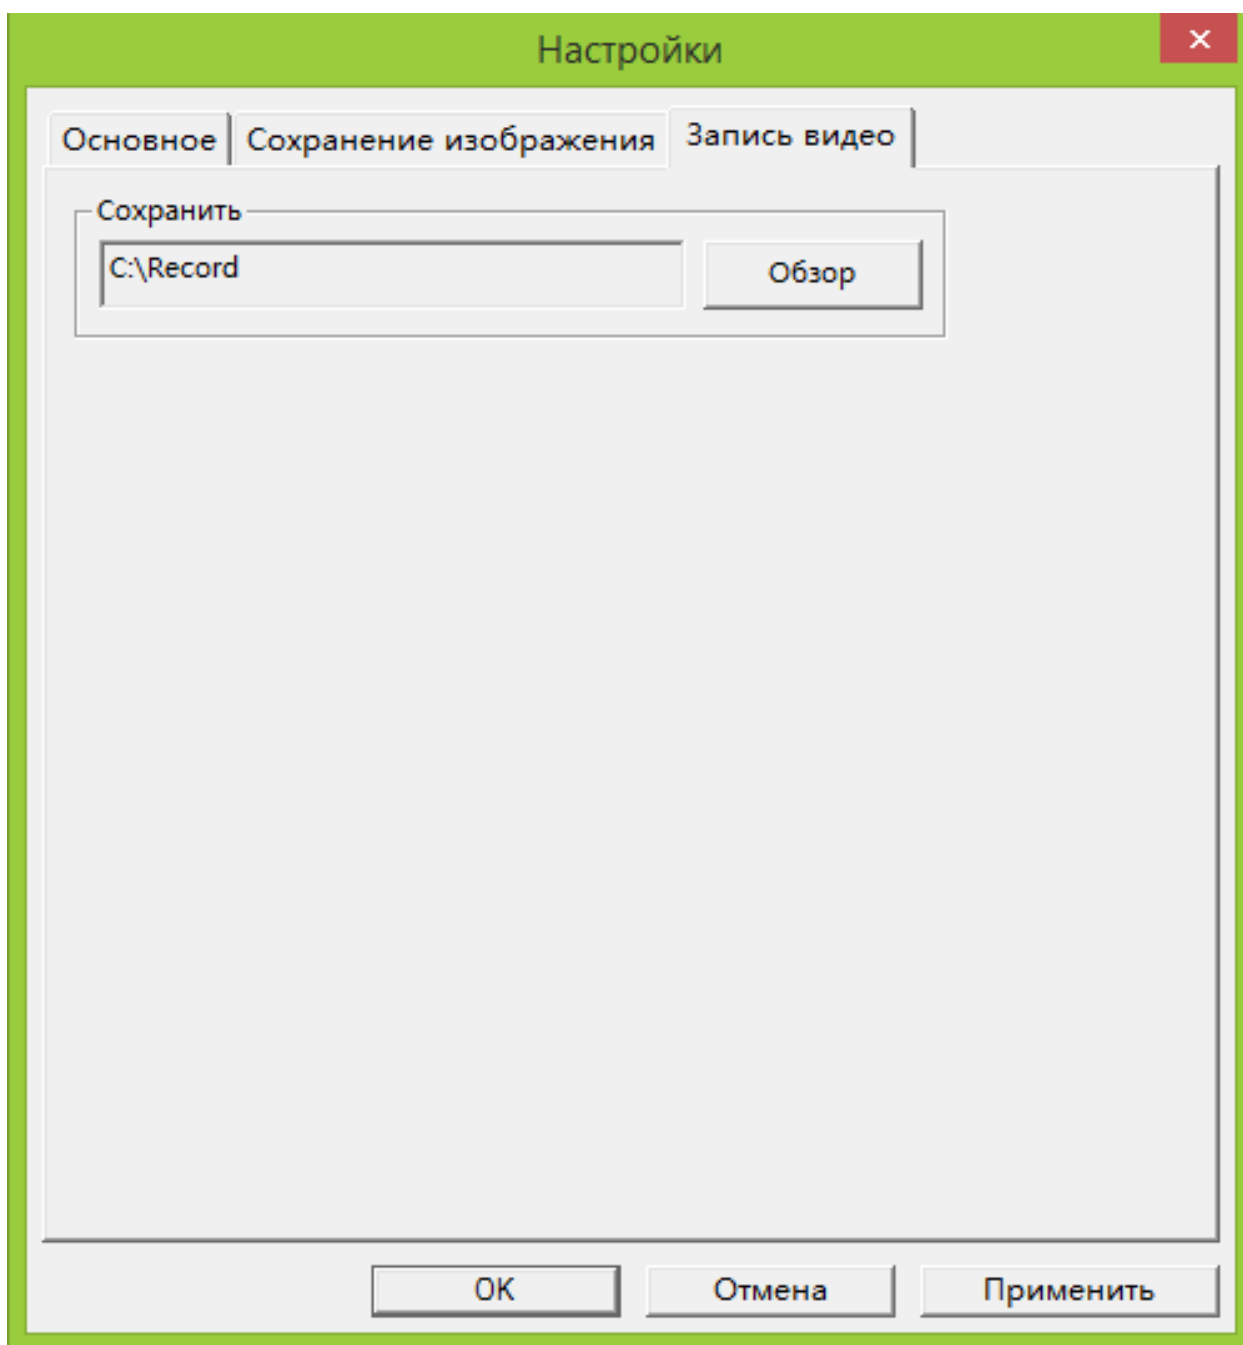 Настройки
Основное Сохранение изображения Запись видео
Сохранить
C:\Record Обзор
OK Отмена Применить